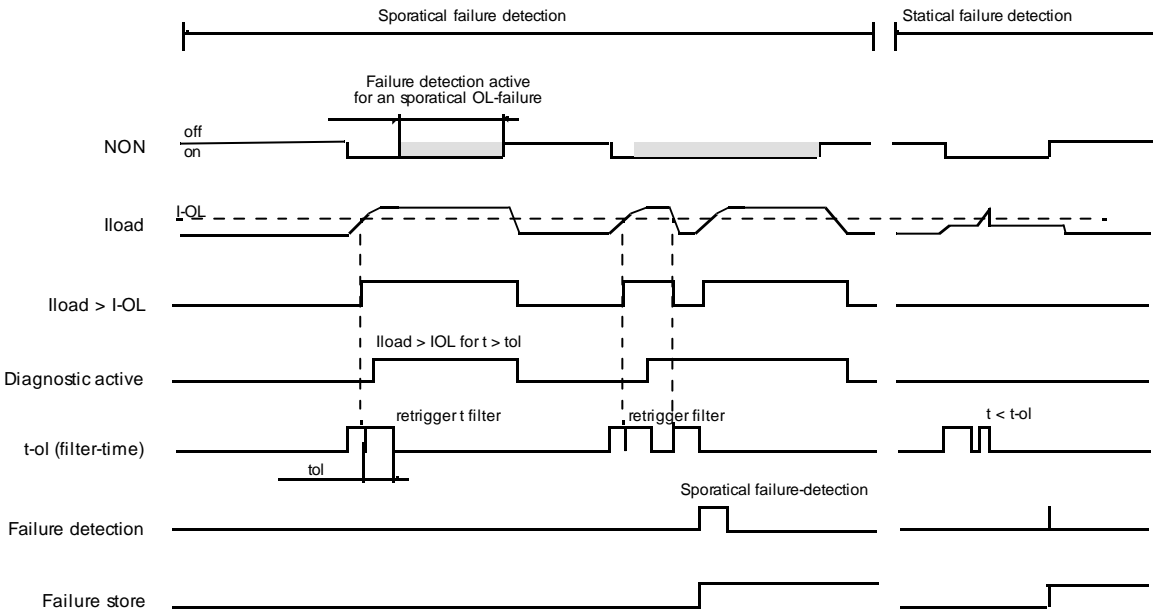 Sporatical failure detection
Statical failure detection
Failure detection active
for an sporatical OL-failure
off
NON
on
I-OL
Iload
Iload > I-OL
Iload > IOL for t > tol
Diagnostic active
retrigger t filter
retrigger filter
t < t-ol
t-ol (filter-time)
tol
Sporatical failure-detection
Failure detection
Failure store